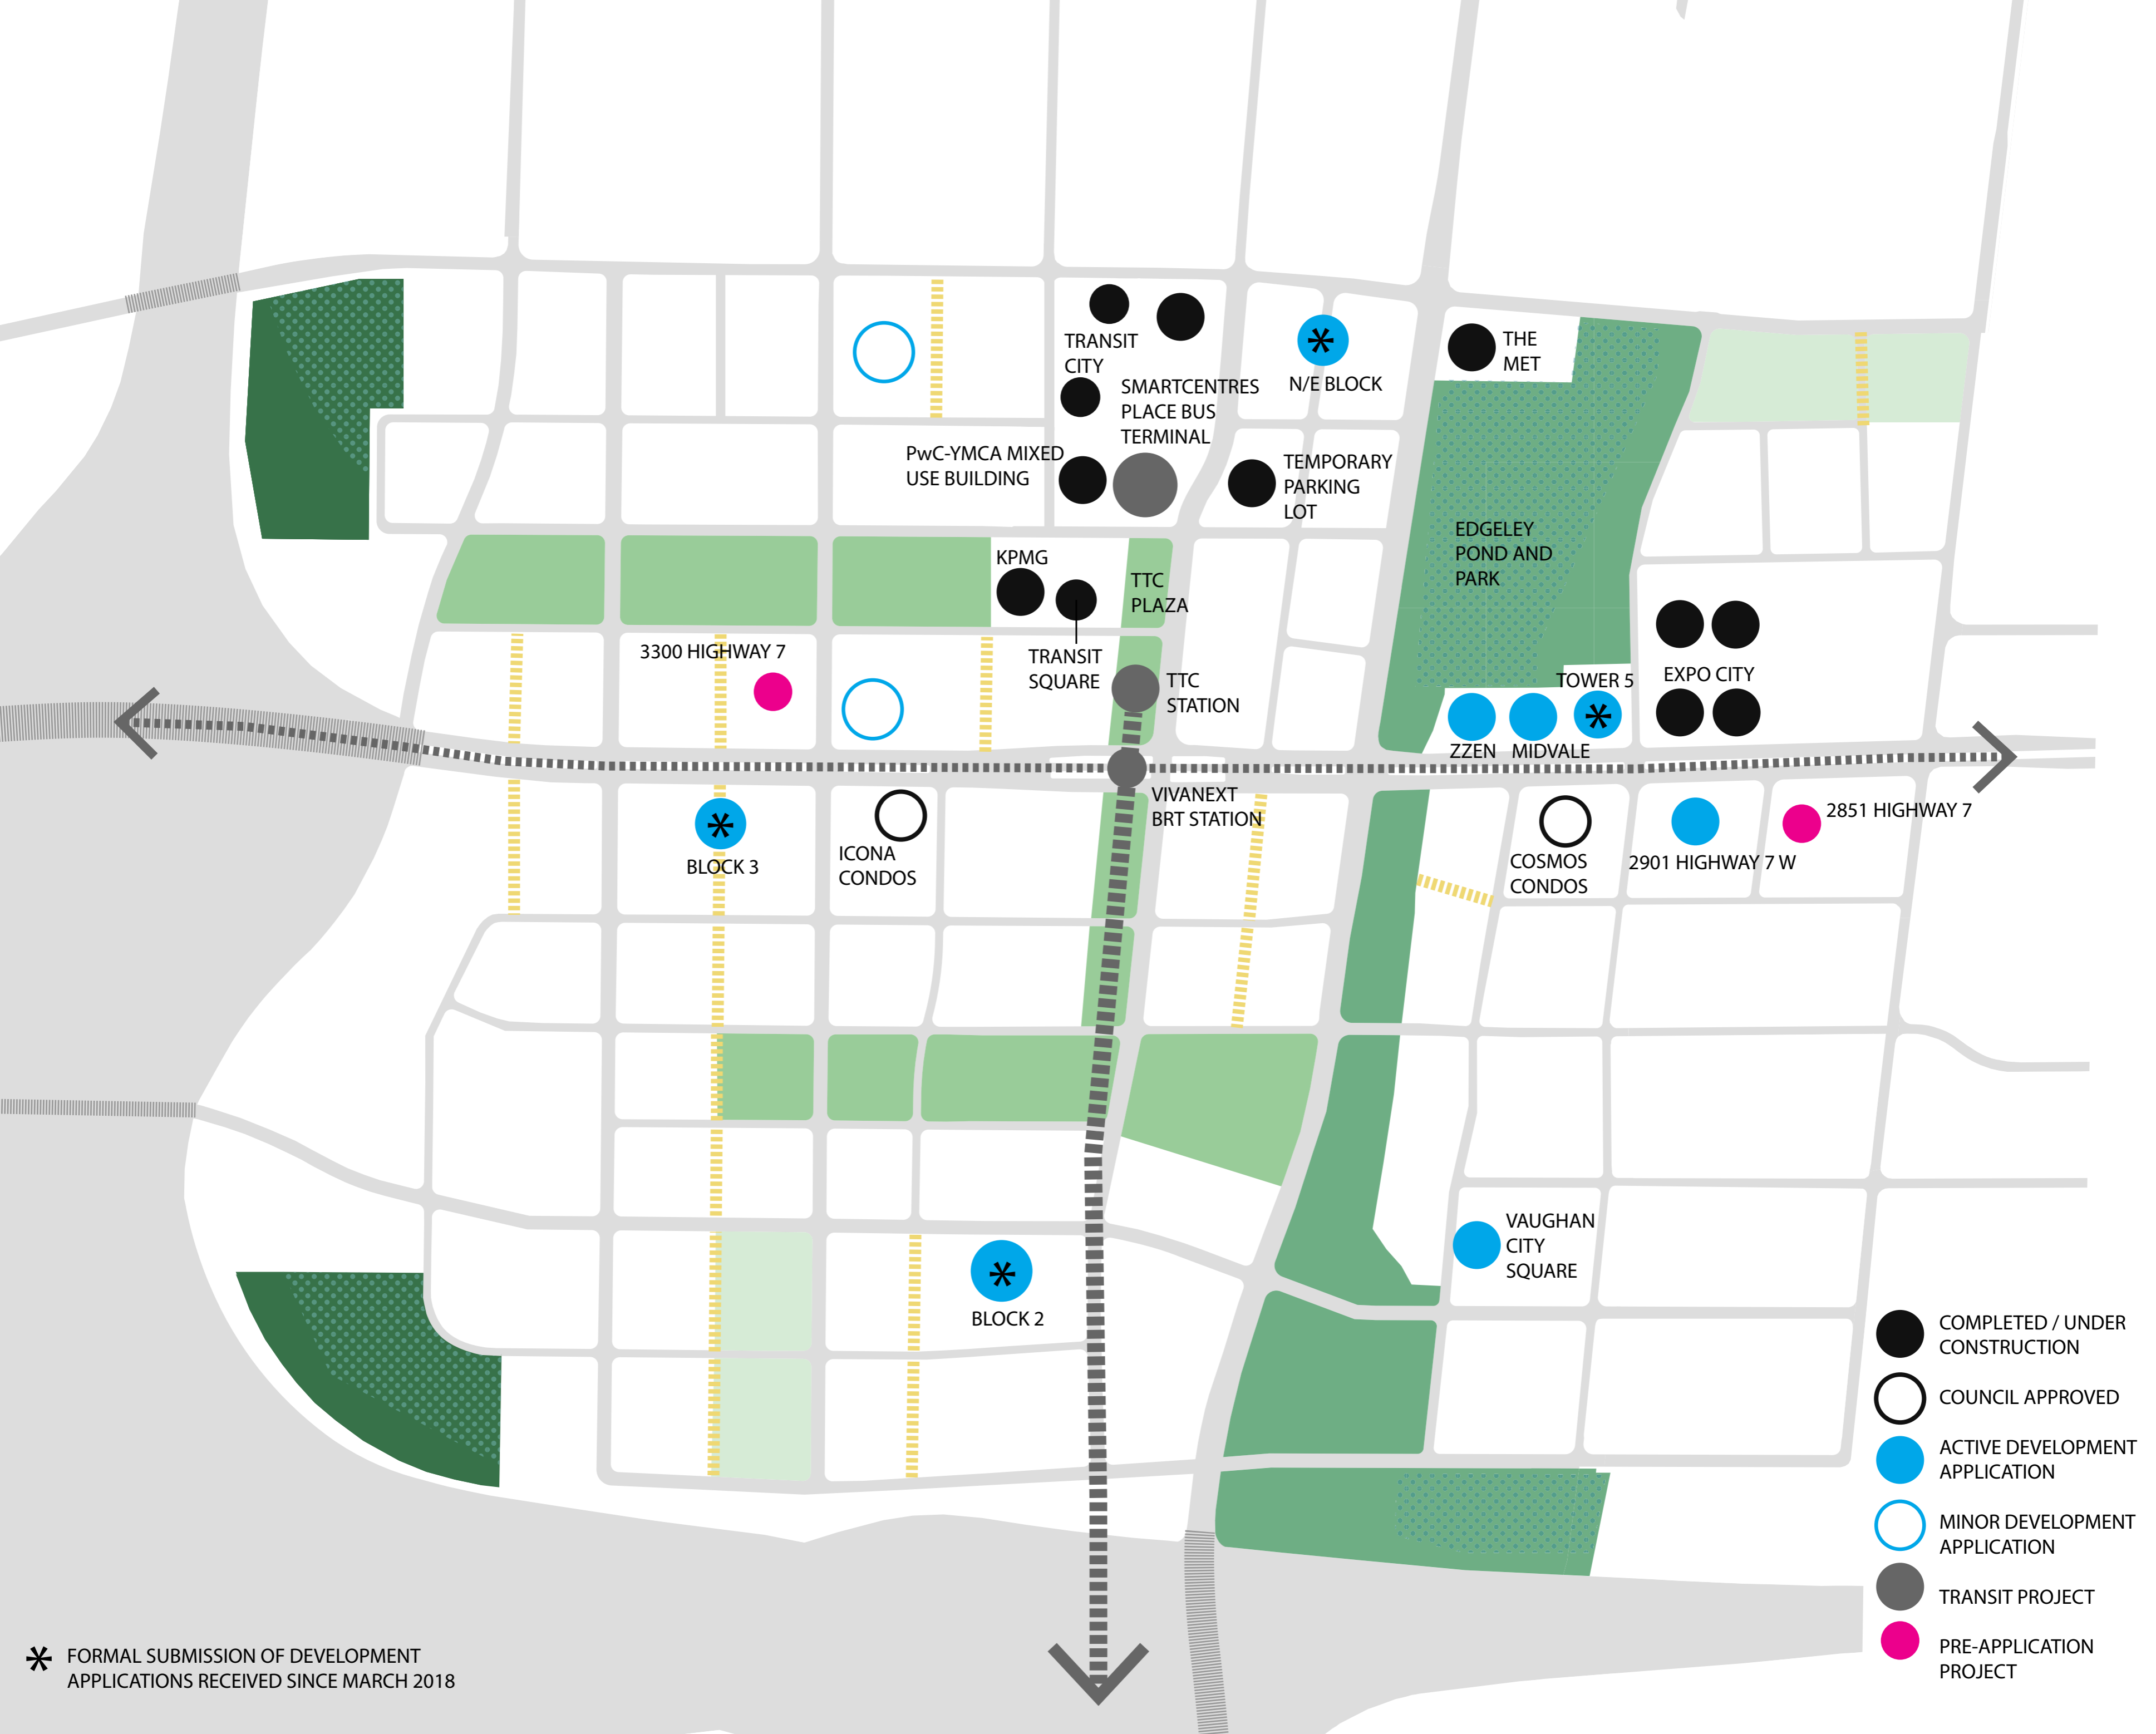 TRANSIT
CITY
SMARTCENTRES
PLACE BUS
TERMINAL
N/E BLOCK
THE
MET
PwC-YMCA MIXED
USE BUILDING
TEMPORARY
PARKING
LOT
EDGELEY
POND AND
PARK
KPMG
TTC
PLAZA
3300 HIGHWAY 7
TRANSIT
SQUARE
TTC
STATION
TOWER 5
EXPO CITY
ZZEN
MIDVALE
VIVANEXT
BRT STATION
2851 HIGHWAY 7
BLOCK 3
ICONA
CONDOS
COSMOS
CONDOS
2901 HIGHWAY 7 W
VAUGHAN
CITY
SQUARE
BLOCK 2
COMPLETED / UNDER
CONSTRUCTION
COUNCIL APPROVED
ACTIVE DEVELOPMENT
APPLICATION
MINOR DEVELOPMENT
APPLICATION
TRANSIT PROJECT
PRE-APPLICATION
PROJECT
* FORMAL SUBMISSION OF DEVELOPMENT
APPLICATIONS RECEIVED SINCE MARCH 2018